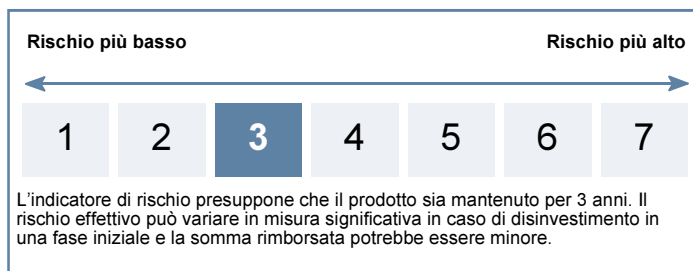 Rischio più basso Rischio più alto
1 2 3 4 5 6 7
L'indicatore di rischio presuppone che il prodotto sia mantenuto per 3 anni. Il
rischio effettivo può variare in misura significativa in caso di disinvestimento in
una fase iniziale e la somma rimborsata potrebbe essere minore.